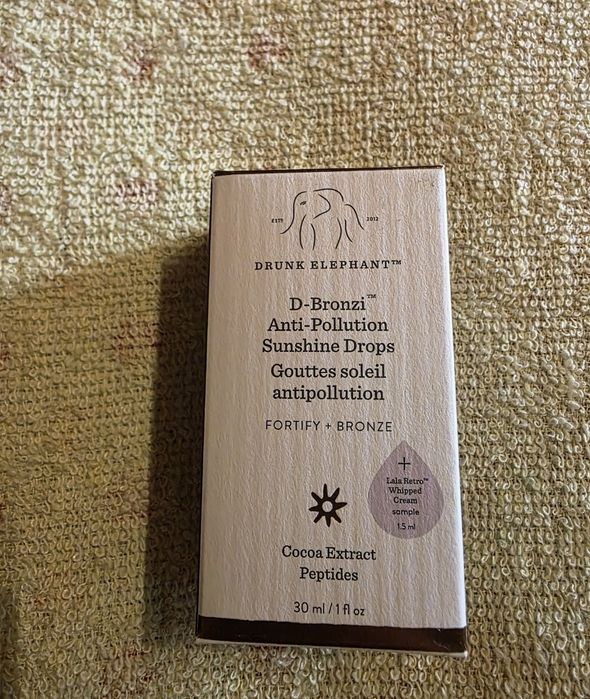 ESTD 2012
DRUNK ELEPHANT™
D-Bronzi™
Anti-Pollution
Sunshine Drops
Gouttes soleil
antipollution
FORTIFY + BRONZE
+
Lala Retro™
Whipped
Cream
sample
1.5 ml
Cocoa Extract
Peptides
30 ml / 1 fl oz